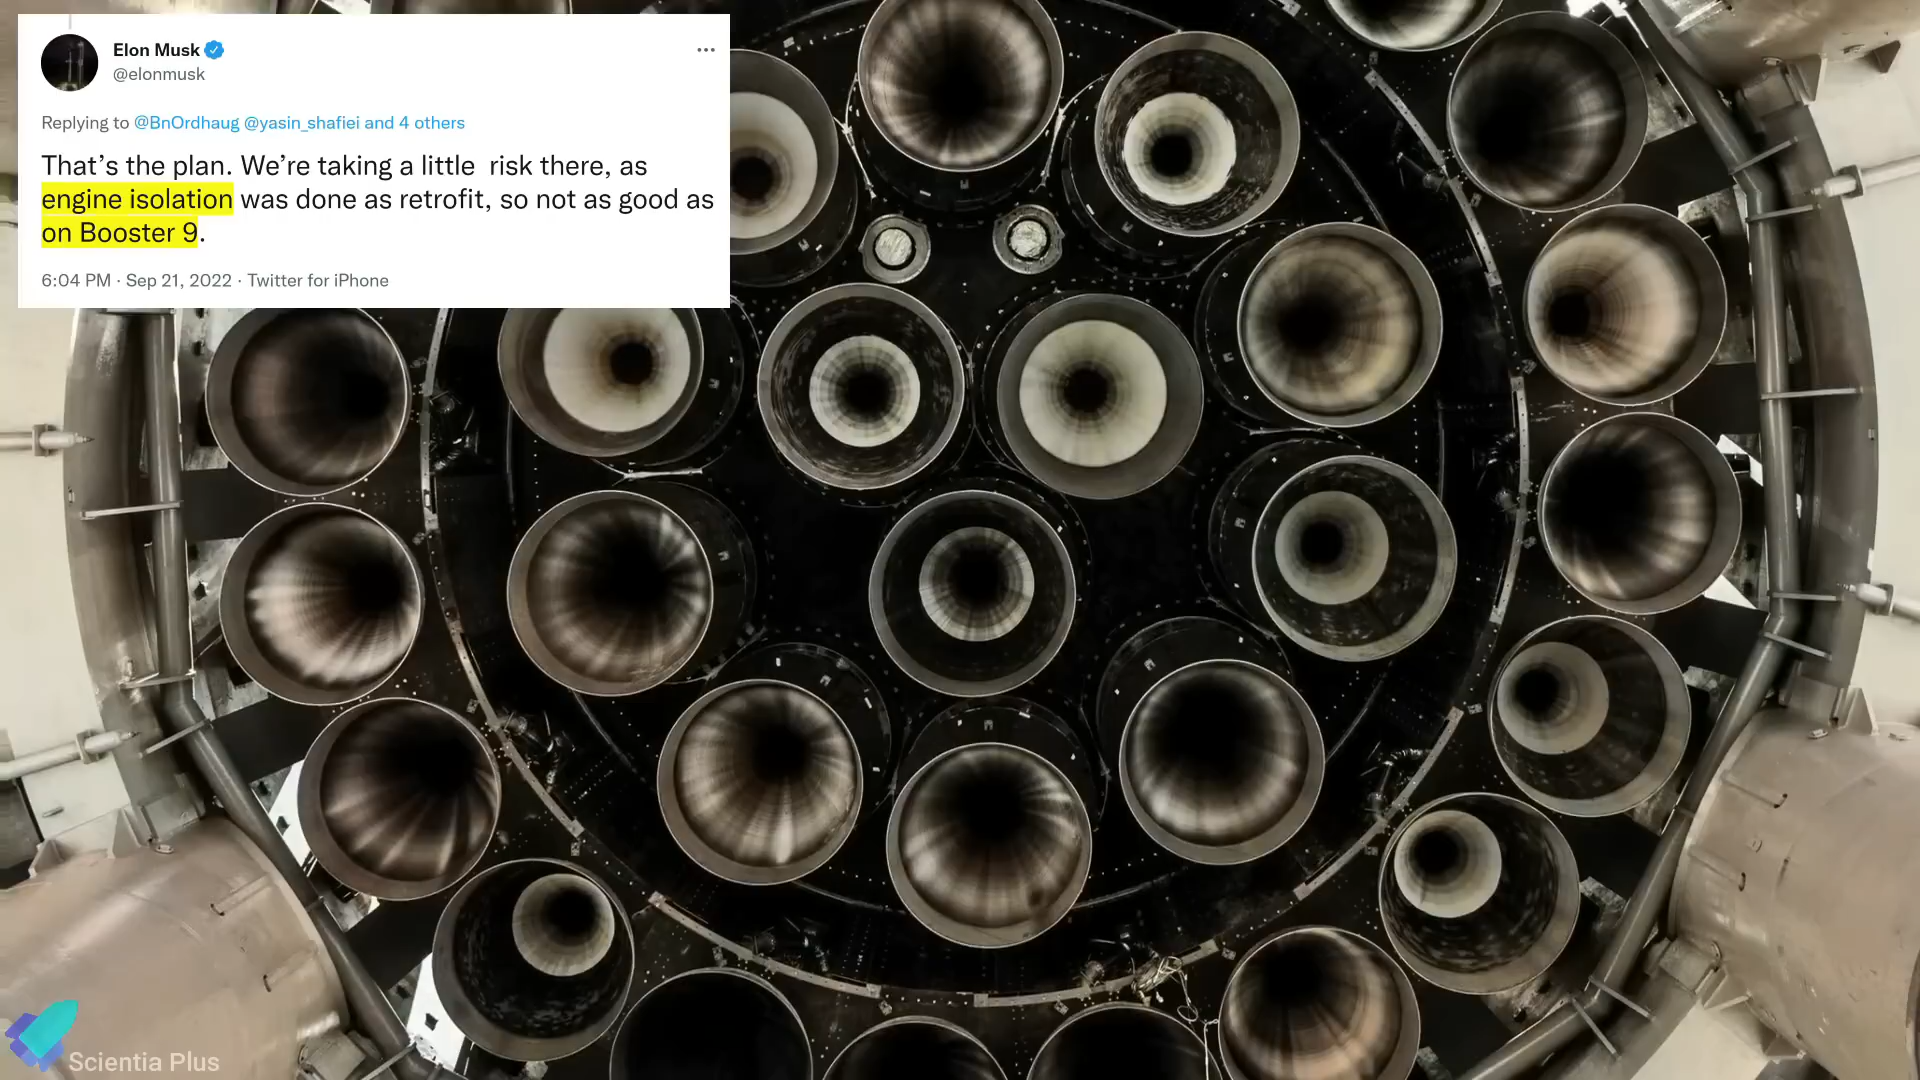 Elon Musk
@elonmusk
Replying to @BnOrdhaug @yasin_shafiei and 4 others
That’s the plan. We’re taking a little  risk there, as
engine isolation was done as retrofit, so not as good as
on Booster 9.
6:04 PM · Sep 21, 2022 · Twitter for iPhone
Scientia Plus